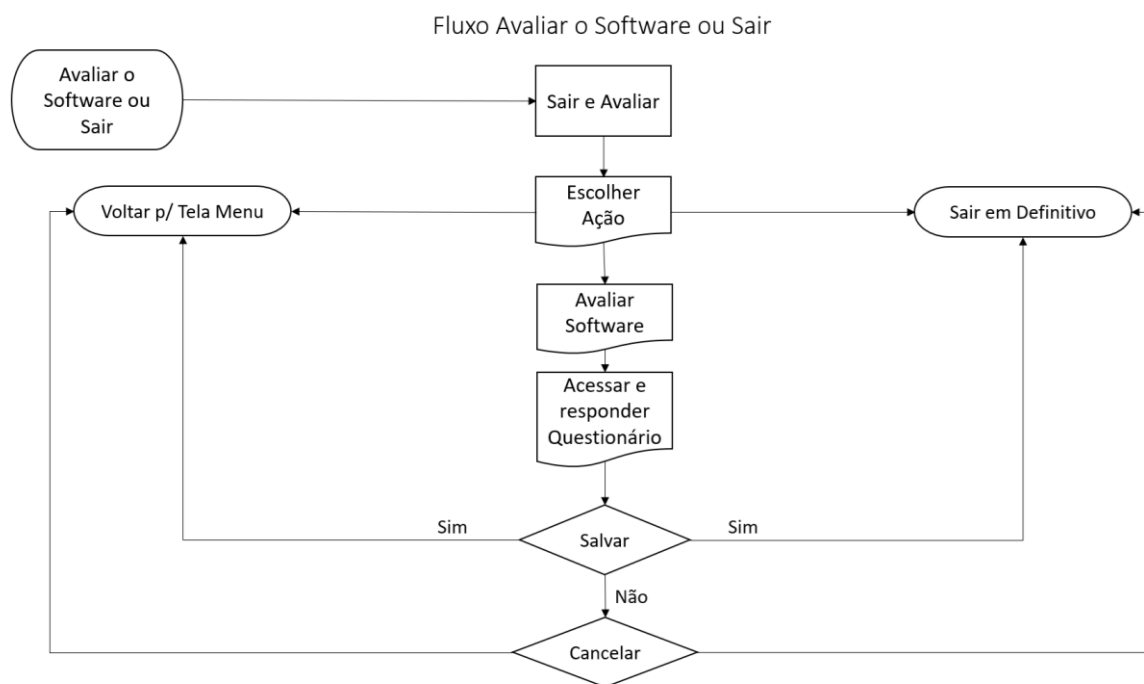 Fluxo Avaliar o Software ou Sair
Avaliar o
Software ou
Sair
Sair e Avaliar
Escolher
Ação
Voltar p/ Tela Menu
Sair em Definitivo
Avaliar
Software
Acessar e
responder
Questionário
Sim
Salvar
Sim
Não
Cancelar